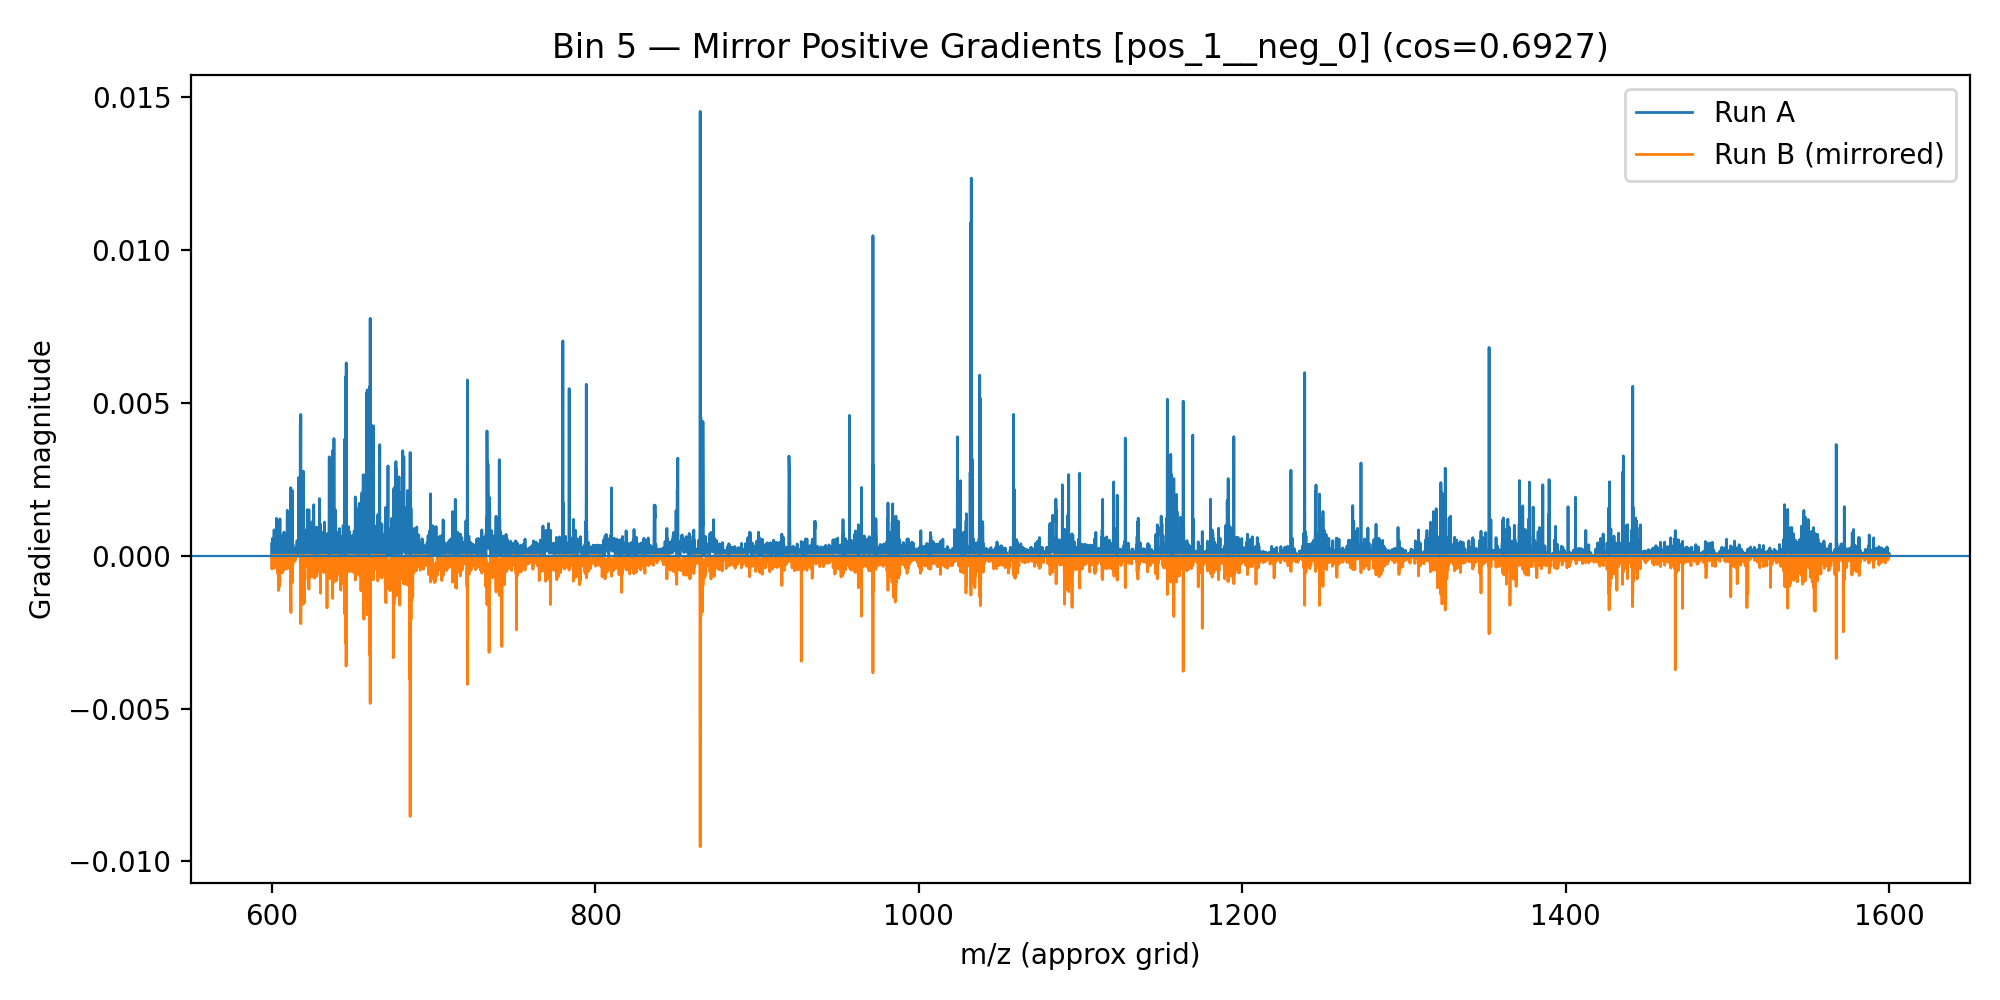 Bin 5 — Mirror Positive Gradients [pos_1__neg_0] (cos=0.6927)
Run A
Run B (mirrored)
Gradient magnitude
0.015
0.010
0.005
0.000
−0.005
−0.010
600 800 1000 1200 1400 1600
m/z (approx grid)